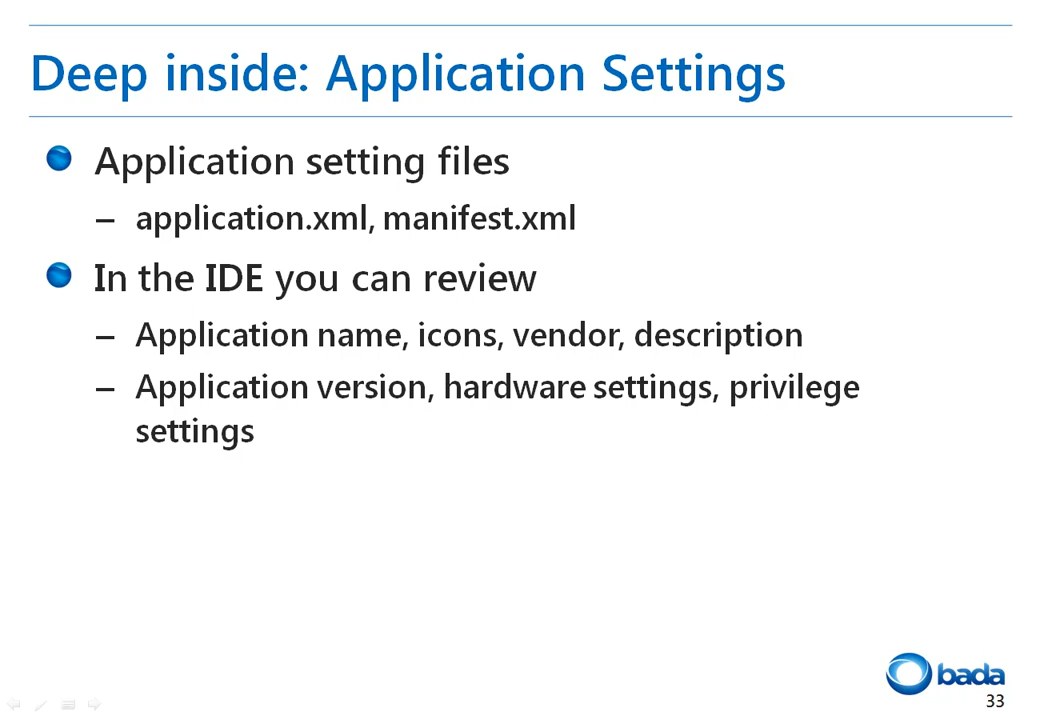 Deep inside: Application Settings
Application setting files
– application.xml, manifest.xml
In the IDE you can review
– Application name, icons, vendor, description
– Application version, hardware settings, privilege
settings
bada
33